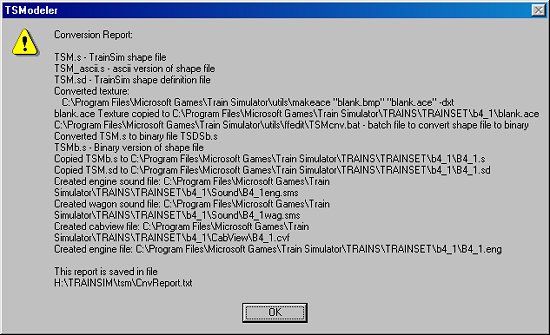 TSModeler
Conversion Report:
TSM.s - TrainSim shape file
TSM_ascii.s - ascii version of shape file
TSM.sd - TrainSim shape definition file
Converted texture:
C:\Program Files\Microsoft Games\Train Simulator\utils\makeace "blank.bmp" "blank.ace" -dxt
blank.ace Texture copied to C:\Program Files\Microsoft Games\Train Simulator\TRAINS\TRAINSET\b4_1\blank.ace
C:\Program Files\Microsoft Games\Train Simulator\utils\ffedit\TSMcnv.bat - batch file to convert shape file to binary
Converted TSM.s to binary file TSDSb.s
TSMb.s - Binary version of shape file
Copied TSMb.s to C:\Program Files\Microsoft Games\Train Simulator\TRAINS\TRAINSET\b4_1\B4_1.s
Copied TSM.sd to C:\Program Files\Microsoft Games\Train Simulator\TRAINS\TRAINSET\b4_1\B4_1.sd
Created engine sound file: C:\Program Files\Microsoft Games\Train
Simulator\TRAINS\TRAINSET\b4_1\Sound\B4_1eng.sms
Created wagon sound file: C:\Program Files\Microsoft Games\Train
Simulator\TRAINS\TRAINSET\b4_1\Sound\B4_1wag.sms
Created cabview file: C:\Program Files\Microsoft Games\Train
Simulator\TRAINS\TRAINSET\b4_1\CabView\B4_1.cvf
Created engine file: C:\Program Files\Microsoft Games\Train Simulator\TRAINS\TRAINSET\b4_1\B4_1.eng
This report is saved in file
H:\TRAINSIM\tsm\CnvReport.txt
OK